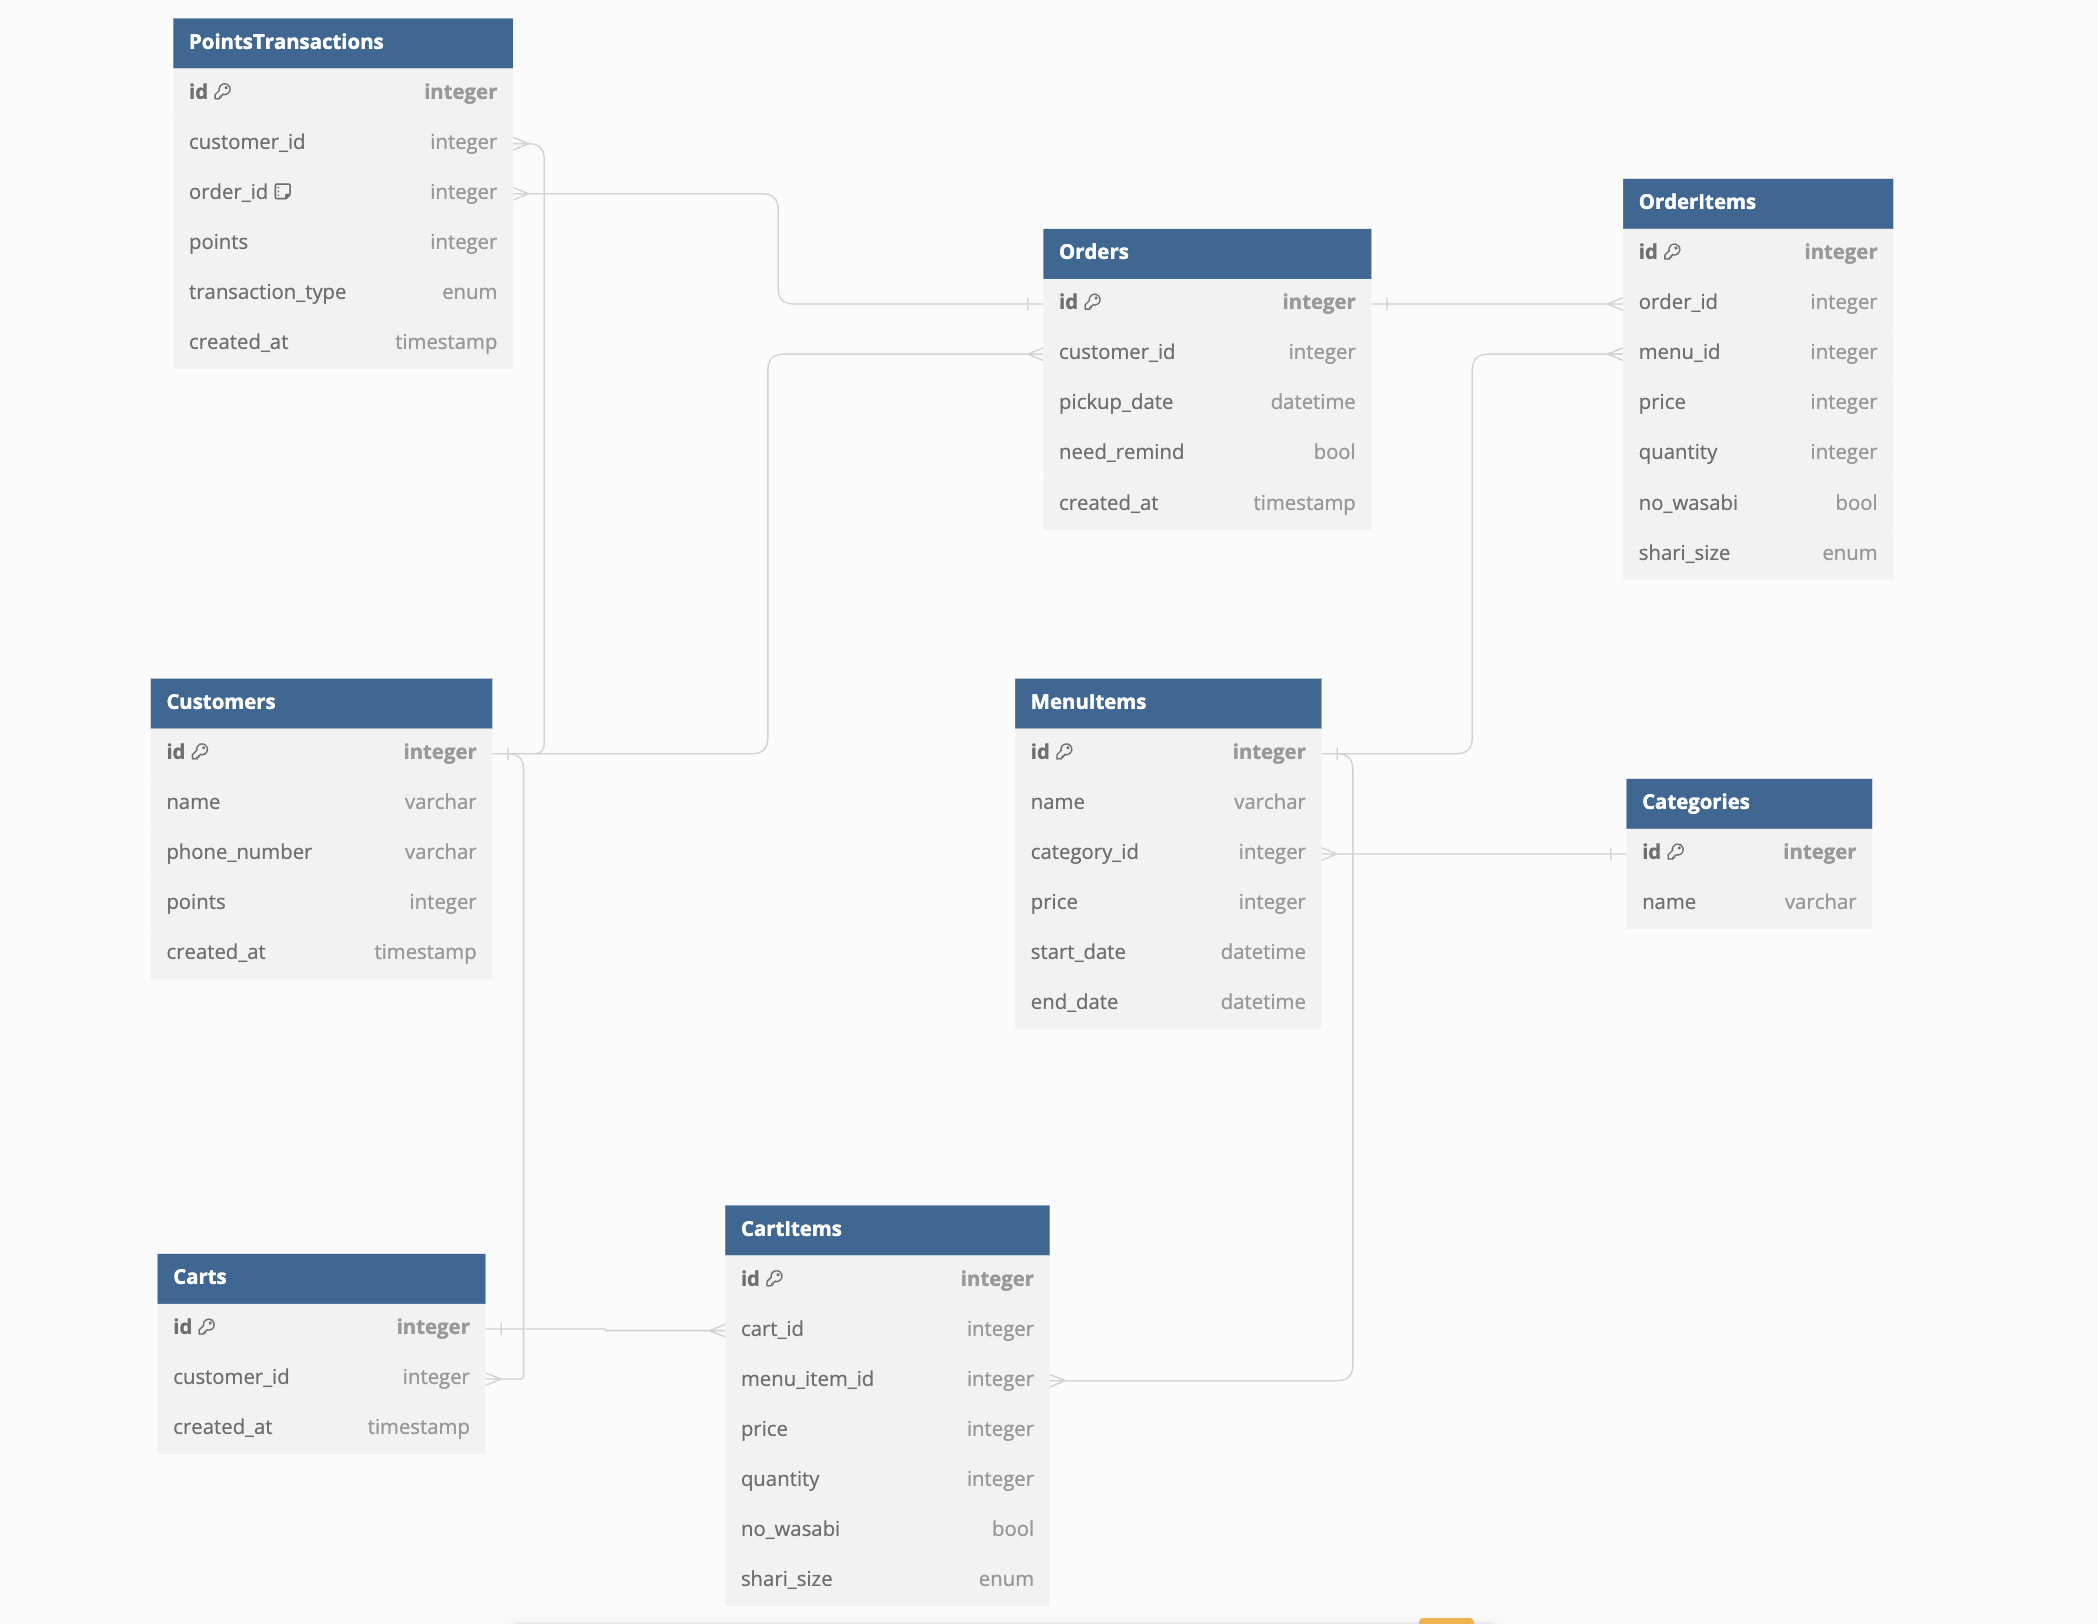 PointsTransactions
id integer
customer_id integer
order_id integer
points integer
transaction_type enum
created_at timestamp
Orders
id integer
customer_id integer
pickup_date datetime
need_remind bool
created_at timestamp
OrderItems
id integer
order_id integer
menu_id integer
price integer
quantity integer
no_wasabi bool
shari_size enum
Customers
id integer
name varchar
phone_number varchar
points integer
created_at timestamp
MenuItems
id integer
name varchar
category_id integer
price integer
start_date datetime
end_date datetime
Categories
id integer
name varchar
Carts
id integer
customer_id integer
created_at timestamp
CartItems
id integer
cart_id integer
menu_item_id integer
price integer
quantity integer
no_wasabi bool
shari_size enum